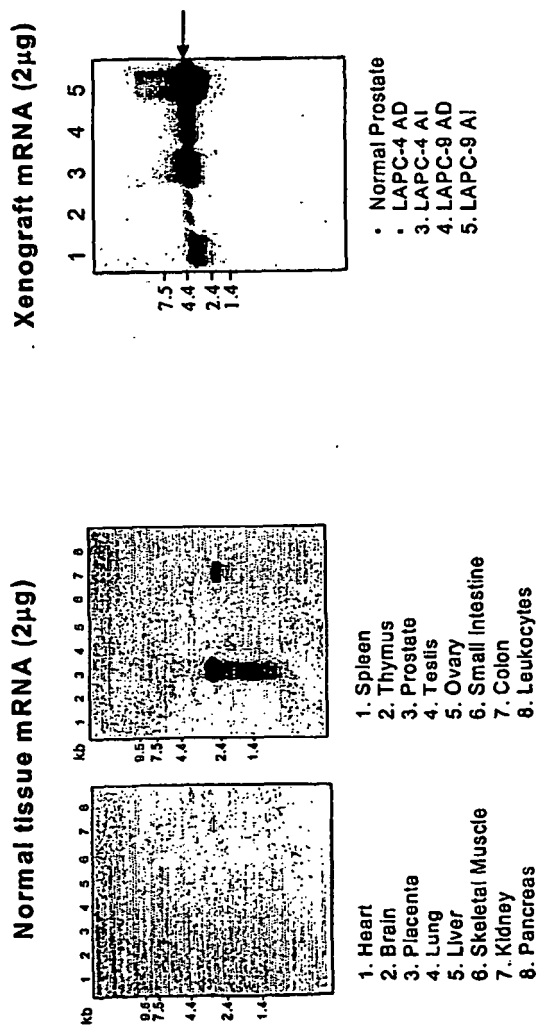 Normal tissue mRNA (2µg)
kb
1 2 3 4 5 6 7 8
9.5
7.5
4.4
2.4
1.4
1. Heart
2. Brain
3. Placenta
4. Lung
5. Liver
6. Skeletal Muscle
7. Kidney
8. Pancreas
kb
1 2 3 4 5 6 7 8
9.5
7.5
4.4
2.4
1.4
1. Spleen
2. Thymus
3. Prostate
4. Testis
5. Ovary
6. Small Intestine
7. Colon
8. Leukocytes
Xenograft mRNA (2µg)
1 2 3 4 5
7.5
4.4
2.4
1.4
• Normal Prostate
• LAPC-4 AD
3. LAPC-4 AI
4. LAPC-9 AD
5. LAPC-9 AI